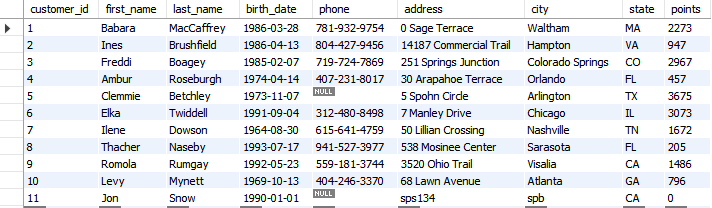 customer_id first_name last_name birth_date phone address city state points
1 Babara MacCaffrey 1986-03-28 781-932-9754 0 Sage Terrace Waltham MA 2273
2 Ines Brushfield 1986-04-13 804-427-9456 14187 Commercial Trail Hampton VA 947
3 Freddi Boagey 1985-02-07 719-724-7869 251 Springs Junction Colorado Springs CO 2967
4 Ambur Roseburgh 1974-04-14 407-231-8017 30 Arapahoe Terrace Orlando FL 457
5 Clemmie Betchley 1973-11-07 NULL 5 Spohn Circle Arlington TX 3675
6 Elka Twiddell 1991-09-04 312-480-8498 7 Manley Drive Chicago IL 3073
7 Ilene Dowson 1964-08-30 615-641-4759 50 Lillian Crossing Nashville TN 1672
8 Thacher Naseby 1993-07-17 941-527-3977 538 Mosinee Center Sarasota FL 205
9 Romola Rumgay 1992-05-23 559-181-3744 3520 Ohio Trail Visalia CA 1486
10 Levy Mynett 1969-10-13 404-246-3370 68 Lawn Avenue Atlanta GA 796
11 Jon Snow 1990-01-01 NULL sps134 spb CA 0